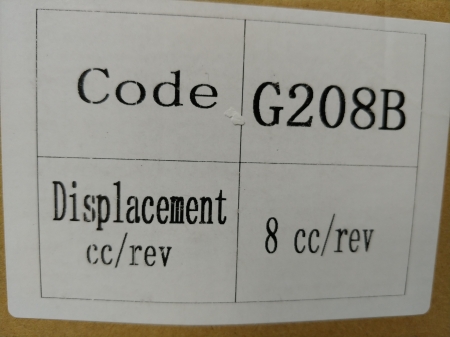 Code G208B
Displacement
cc/rev
8 cc/rev